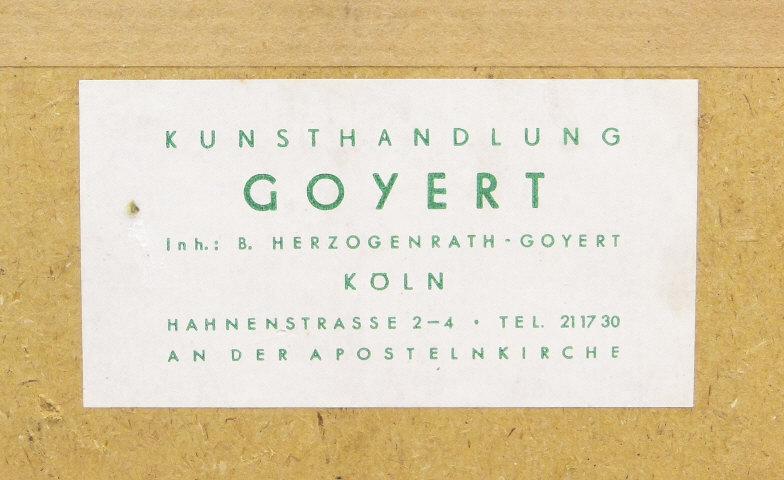 KUNSTHANDLUNG
GOYERT
Inh.: B. HERZOGENRATH-GOYERT
KÖLN
HAHNENSTRASSE 2–4 • TEL. 21 17 30
AN DER APOSTELNKIRCHE